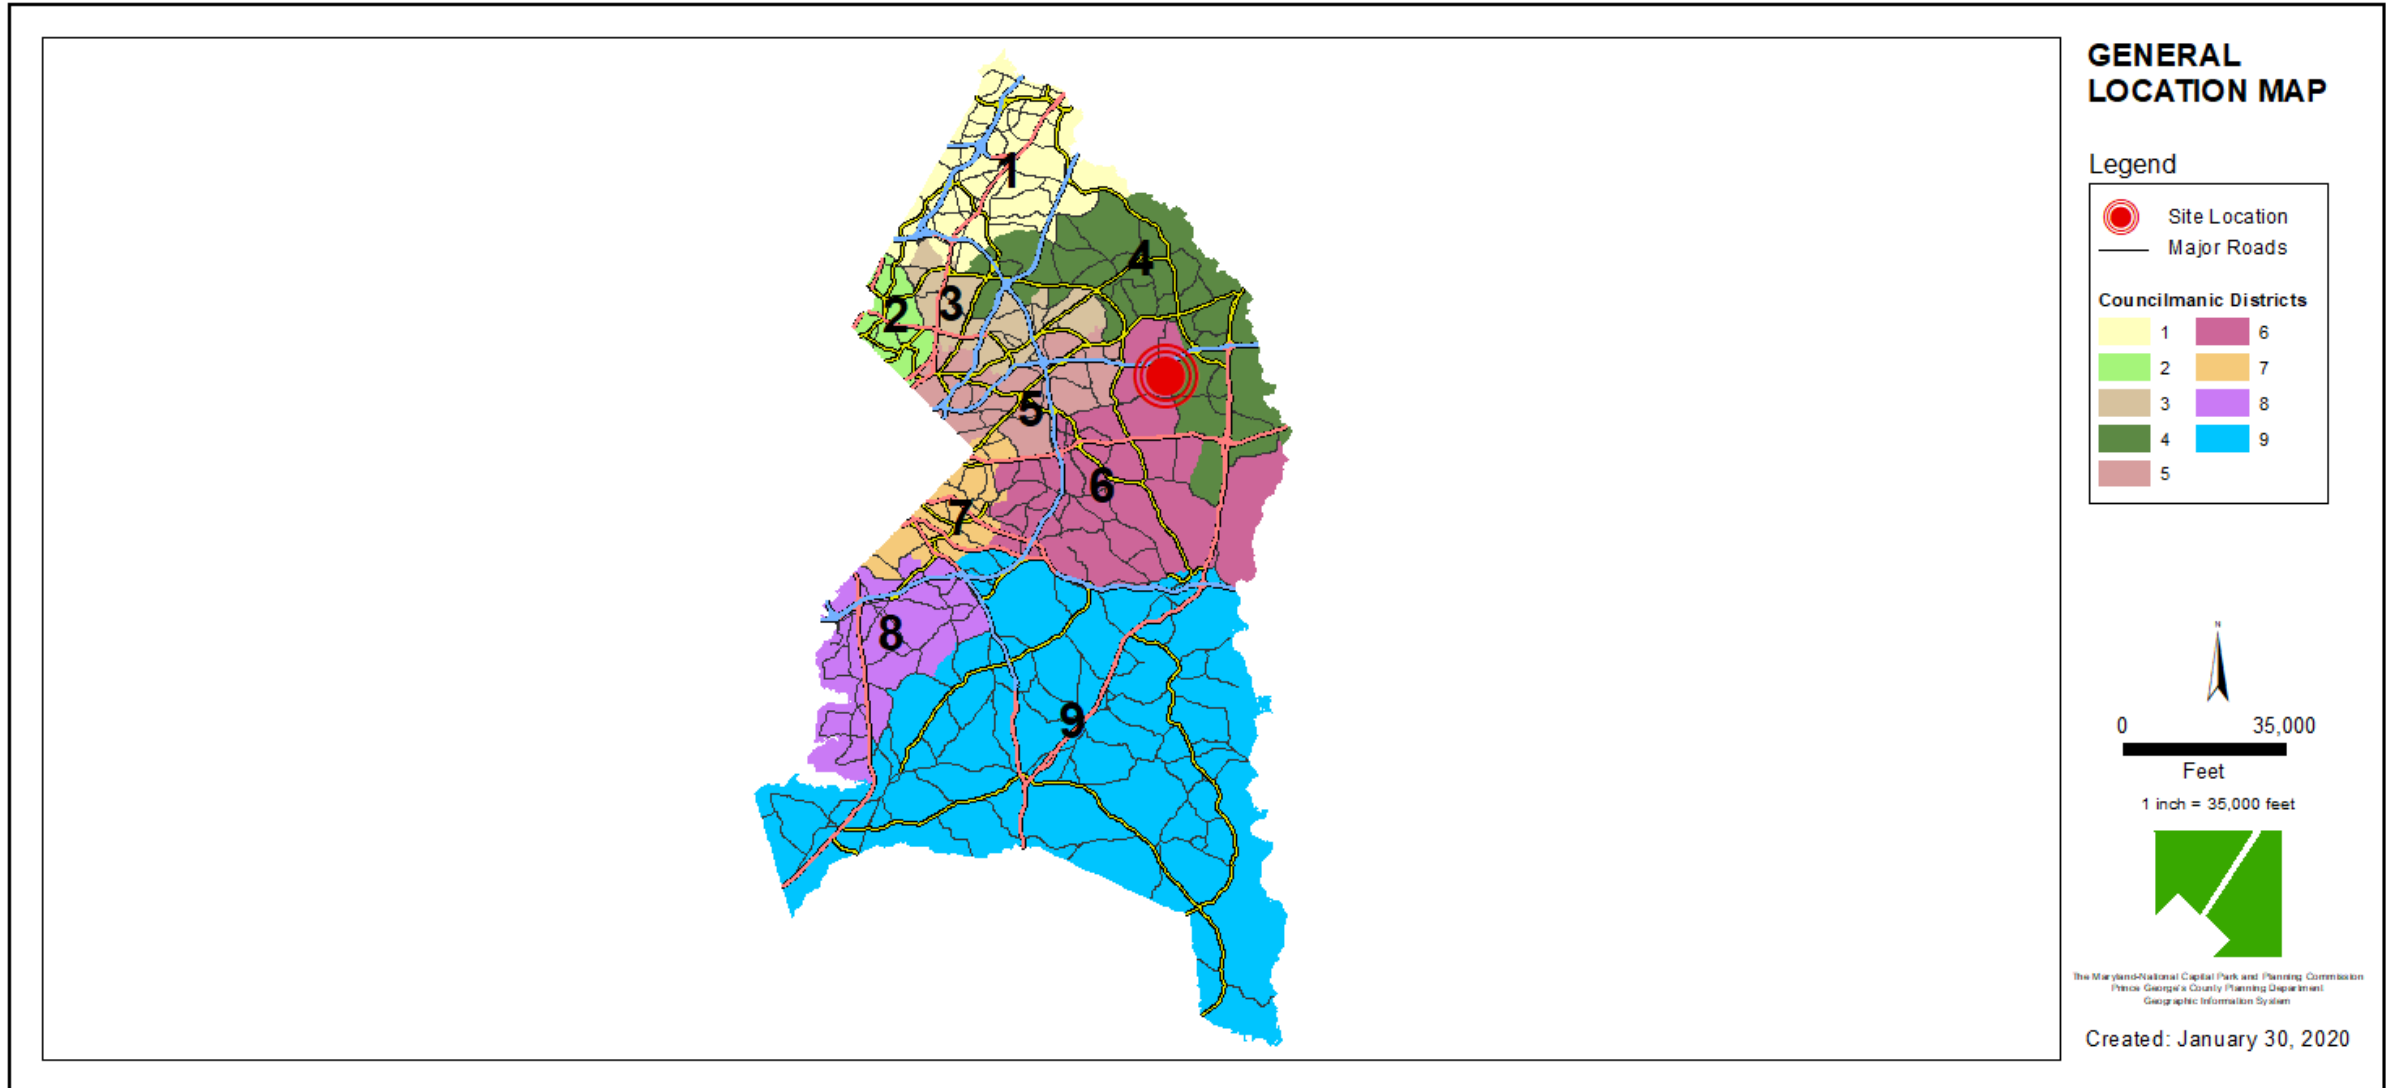 GENERAL
LOCATION MAP
Legend
Site Location
Major Roads
Councilmanic Districts
1 6
2 7
3 8
4 9
5
1
4
2
3
5
6
7
8
9
N
0 35,000
Feet
1 inch = 35,000 feet
The Maryland-National Capital Park and Planning Commission
Prince George's County Planning Department
Geographic Information System
Created: January 30, 2020